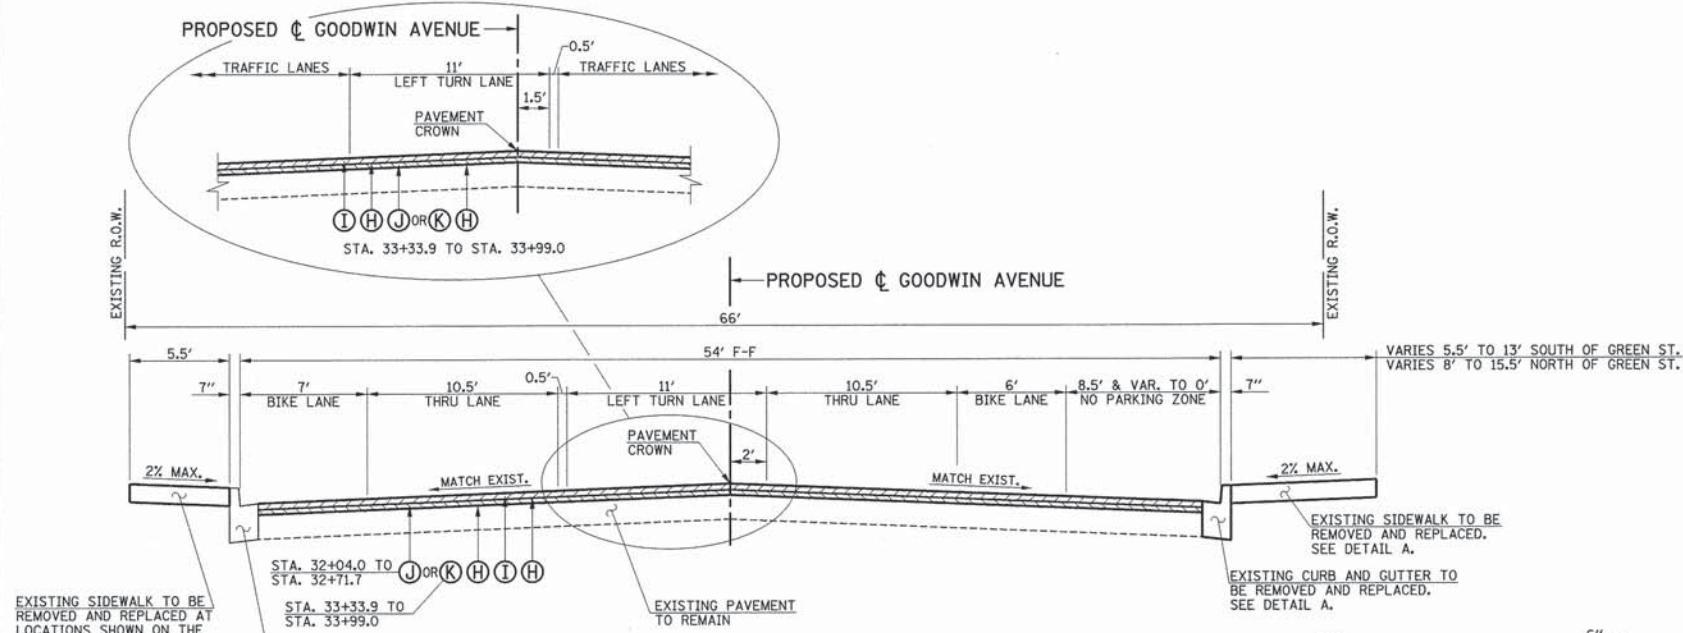 PROPOSED ℄ GOODWIN AVENUE
0.5'
TRAFFIC LANES
11'
LEFT TURN LANE
TRAFFIC LANES
1.5'
PAVEMENT
CROWN
I H J OR K H
STA. 33+33.9 TO STA. 33+99.0
EXISTING R.O.W.
EXISTING R.O.W.
PROPOSED ℄ GOODWIN AVENUE
66'
5.5'
54' F-F
VARIES 5.5' TO 13' SOUTH OF GREEN ST.
VARIES 8' TO 15.5' NORTH OF GREEN ST.
7"
7'
BIKE LANE
10.5'
THRU LANE
0.5'
11'
LEFT TURN LANE
10.5'
THRU LANE
6'
BIKE LANE
8.5' & VAR. TO 0'
NO PARKING ZONE
7"
PAVEMENT
CROWN
2'
2% MAX.
MATCH EXIST.
MATCH EXIST.
2% MAX.
EXISTING SIDEWALK TO BE
REMOVED AND REPLACED.
SEE DETAIL A.
STA. 32+04.0 TO
STA. 32+71.7
J OR K H I H
EXISTING CURB AND GUTTER TO
BE REMOVED AND REPLACED.
SEE DETAIL A.
STA. 33+33.9 TO
STA. 33+99.0
EXISTING PAVEMENT
TO REMAIN
EXISTING SIDEWALK TO BE
REMOVED AND REPLACED AT
LOCATIONS SHOWN ON THE